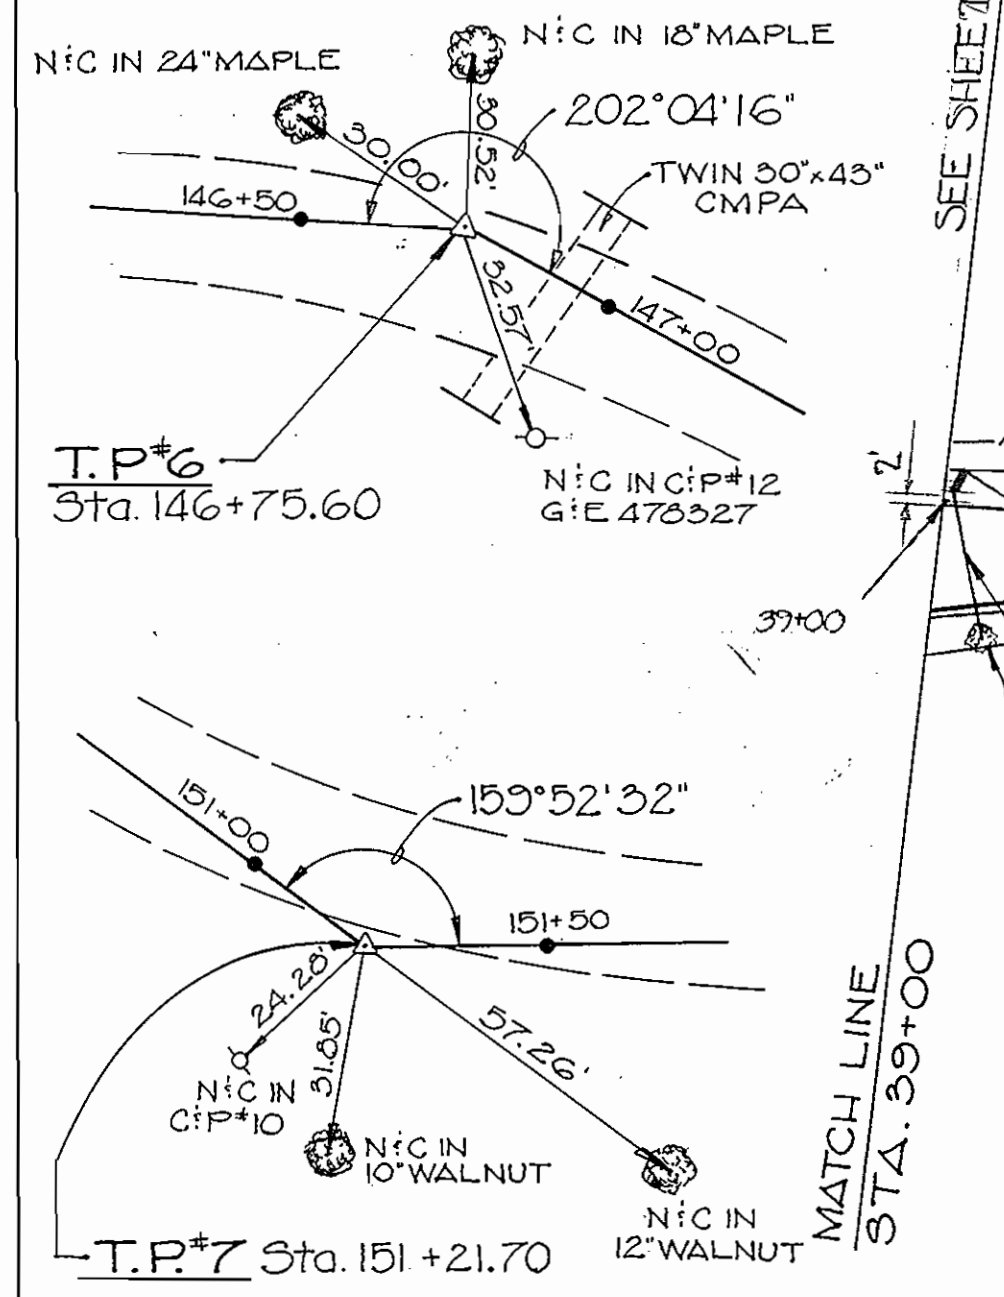 N&C IN 24"MAPLE
N&C IN 18"MAPLE
30.00'
30.52'
202°04'16"
TWIN 30"x43"
CMPA
146+50
32.57'
147+00
T.P.#6
Sta. 146+75.60
N&C IN C&P#12
G&E 478327
SEE SHEET
2'
39+00
151+00
159°52'32"
151+50
24.28'
31.85'
57.26'
N&C IN
C&P#10
N&C IN
10"WALNUT
N&C IN
12"WALNUT
T.P.#7 Sta. 151+21.70
MATCH LINE
STA. 39+00